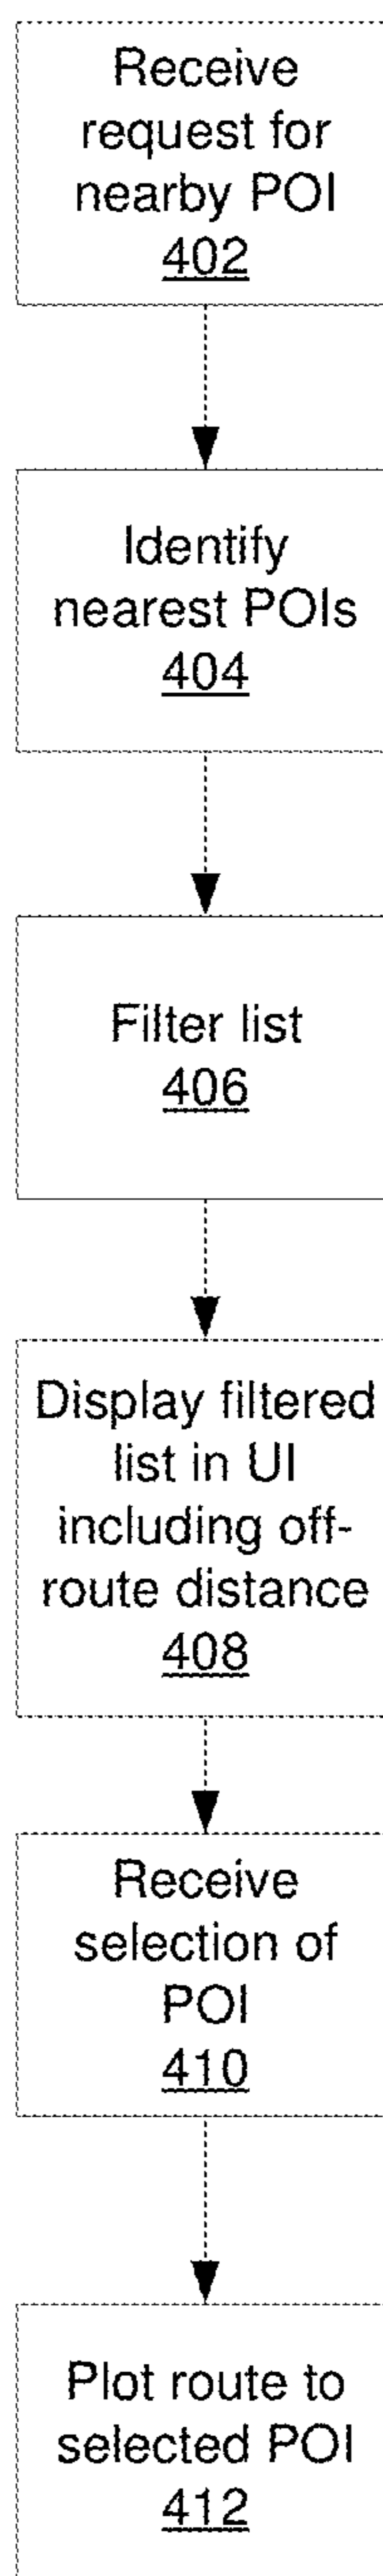 Receive
request for
nearby POI
402
Identify
nearest POIs
404
Filter list
406
Display filtered
list in UI
including off-
route distance
408
Receive
selection of
POI
410
Plot route to
selected POI
412